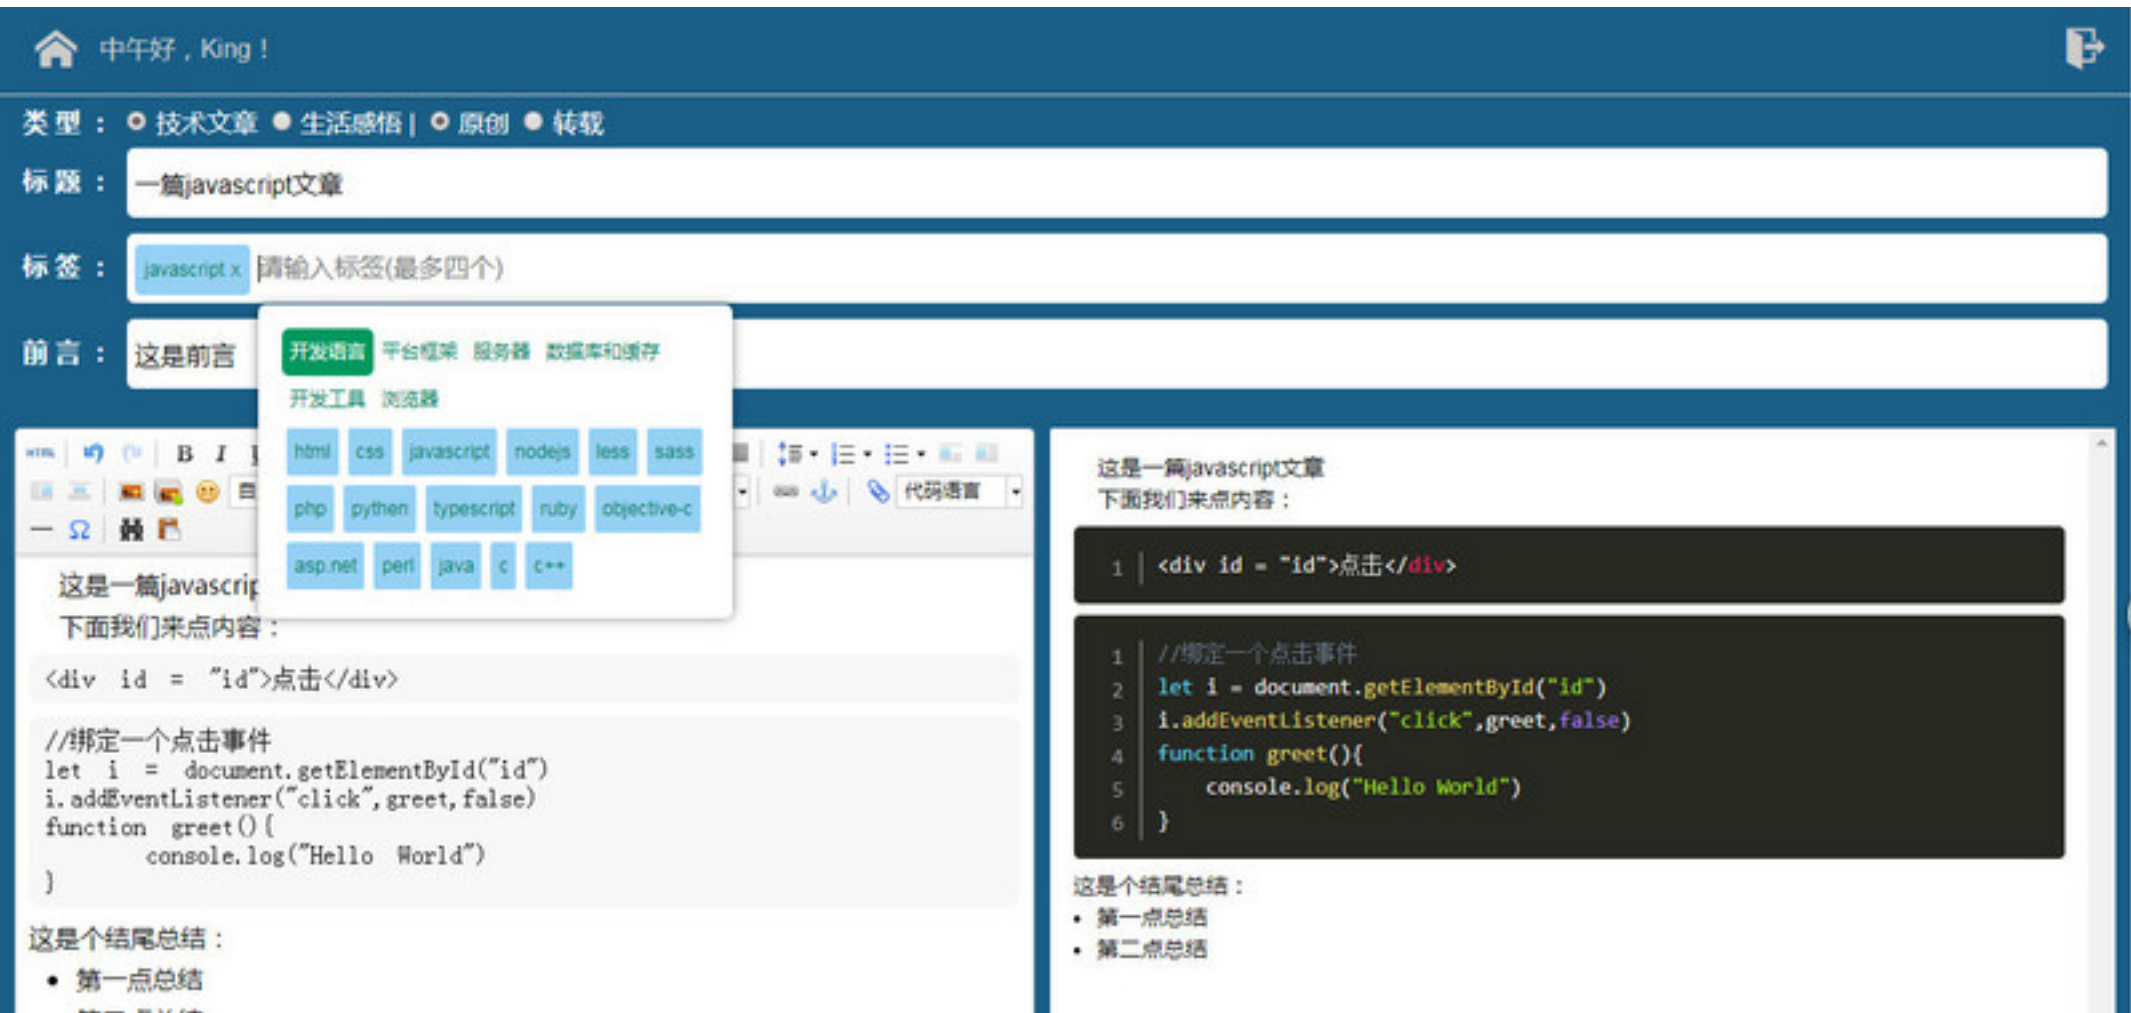 中午好，King！
类型： 技术文章 生活感悟 | 原创 转载
标题： 一篇javascript文章
标签： javascript x 请输入标签(最多四个)
前言： 这是前言
开发语言 平台框架 服务器 数据库和缓存
开发工具 浏览器
html css javascript nodejs less sass
php python typescript ruby objective-c
asp.net perl java c c++
HTML B I
自 代码语言
Ω
这是一篇javascrip
下面我们来点内容：
<div id = "id">点击</div>
//绑定一个点击事件
let i = document.getElementById("id")
i.addEventListener("click",greet,false)
function greet(){
console.log("Hello World")
}
这是个结尾总结：
• 第一点总结
这是一篇javascript文章
下面我们来点内容：
1 <div id = "id">点击</div>
1 //绑定一个点击事件
2 let i = document.getElementById("id")
3 i.addEventListener("click",greet,false)
4 function greet(){
5 console.log("Hello World")
6 }
这是个结尾总结：
• 第一点总结
• 第二点总结